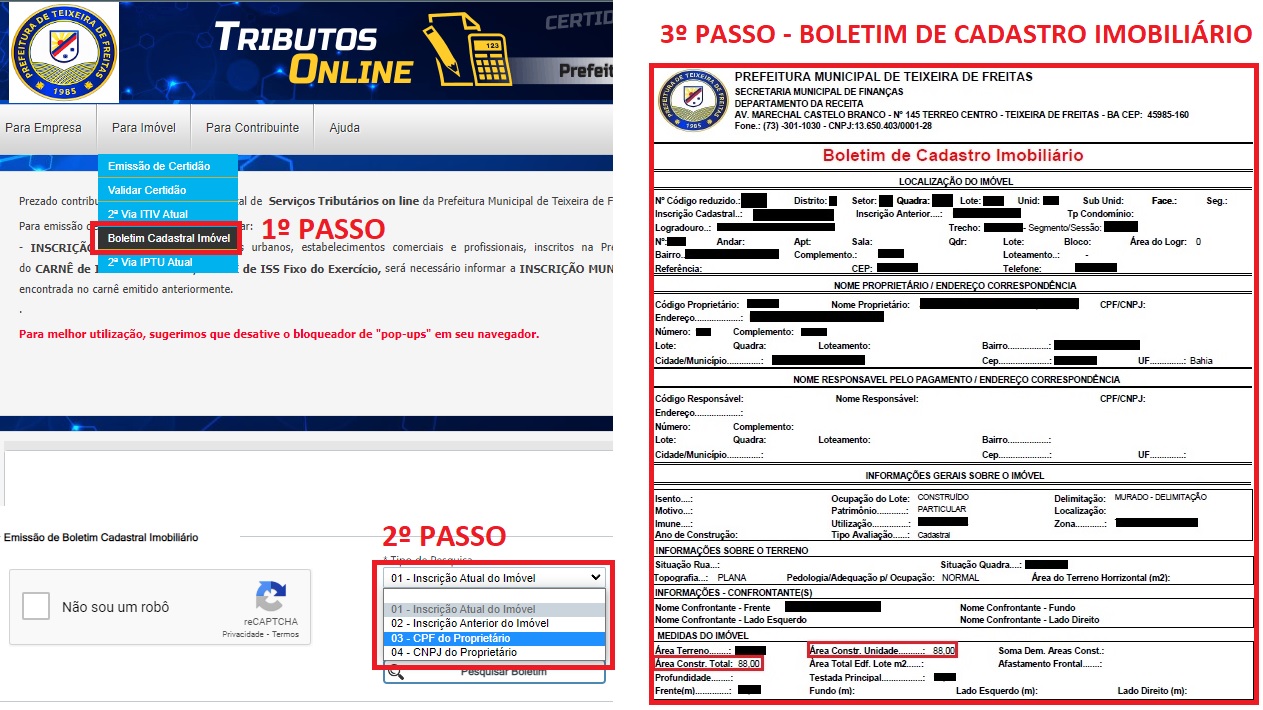 PREFEITURA DE TEIXEIRA DE FREITAS
1985
TRIBUTOS
ONLINE
123
CERTID
Prefeit
Para Empresa
Para Imóvel
Para Contribuinte
Ajuda
Emissão de Certidão
Validar Certidão
2ª Via ITIV Atual
Boletim Cadastral Imóvel
2ª Via IPTU Atual
1º PASSO
Prezado contribu al de Serviços Tributários on line da Prefeitura Municipal de Teixeira de F
Para emissão de ar:
- INSCRIÇÃO urbanos, estabelecimentos comerciais e profissionais, inscritos na Pre
do CARNÊ de I de ISS Fixo do Exercício, será necessário informar a INSCRIÇÃO MUN
encontrada no carnê emitido anteriormente.
.
Para melhor utilização, sugerimos que desative o bloqueador de "pop-ups" em seu navegador.
2º PASSO
Emissão de Boletim Cadastral Imobiliário
* Tipo de Pesquisa
01 - Inscrição Atual do Imóvel
01 - Inscrição Atual do Imóvel
02 - Inscrição Anterior do Imóvel
03 - CPF do Proprietário
04 - CNPJ do Proprietário
Pesquisar Boletim
Não sou um robô
reCAPTCHA
Privacidade - Termos
3º PASSO - BOLETIM DE CADASTRO IMOBILIÁRIO
PREFEITURA DE TEIXEIRA DE FREITAS
1985
PREFEITURA MUNICIPAL DE TEIXEIRA DE FREITAS
SECRETARIA MUNICIPAL DE FINANÇAS
DEPARTAMENTO DA RECEITA
AV. MARECHAL CASTELO BRANCO - Nº 145 TERREO CENTRO - TEIXEIRA DE FREITAS - BA CEP: 45985-160
Fone.: (73) -301-1030 - CNPJ:13.650.403/0001-28
Boletim de Cadastro Imobiliário
LOCALIZAÇÃO DO IMÓVEL
Nº Código reduzido.: Distrito: Setor: Quadra: Lote: Unid: Sub Unid: Face.: Seg.:
Inscrição Cadastral..: Inscrição Anterior....: Tp Condomínio:
Logradouro..: Trecho: - Segmento/Sessão:
Nº: Andar: Apt: Sala: Qdr: Lote: Bloco: Área do Logr: 0
Bairro.. Complemento.: Loteamento..: -
Referência: CEP: Telefone:
NOME PROPRIETÁRIO / ENDEREÇO CORRESPONDÊNCIA
Código Proprietário: Nome Proprietário: CPF/CNPJ:
Endereço....................:
Número: Complemento:
Lote: Quadra: Loteamento: Bairro................:
Cidade/Município.............: Cep...................: UF.......: Bahia
NOME RESPONSAVEL PELO PAGAMENTO / ENDEREÇO CORRESPONDÊNCIA
Código Responsável: Nome Responsável: CPF/CNPJ:
Endereço....................:
Número: Complemento:
Lote: Quadra: Loteamento: Bairro................:
Cidade/Município.............: Cep...................: UF.......:
INFORMAÇÕES GERAIS SOBRE O IMÓVEL
Isento....: Ocupação do Lote: CONSTRUÍDO Delimitação: MURADO - DELIMITAÇÃO
Motivo...: Patrimônio............: PARTICULAR Localização:
Imune....: Utilização...............: Zona...........:
Ano de Construção: Tipo Avaliação......: Cadastral
INFORMAÇÕES SOBRE O TERRENO
Situação Rua...: Situação Quadra....:
Topografia...: PLANA Pedologia/Adequação p/ Ocupação: NORMAL Área do Terreno Horrizontal (m2):
INFORMAÇÕES - CONFRONTANTE(S)
Nome Confrontante - Frente Nome Confrontante - Fundo
Nome Confrontante - Lado Esquerdo Nome Confrontante - Lado Direito
MEDIDAS DO IMÓVEL
Área Terreno.......: Área Constr. Unidade.........: 88,00 Soma Dem. Areas Const.:
Área Constr. Total: 88,00 Área Total Edf. Lote m2......: Afastamento Frontal.......:
Profundidade.......: Testada Principal................:
Frente(m).............: Fundo (m): Lado Esquerdo (m): Lado Direito (m):